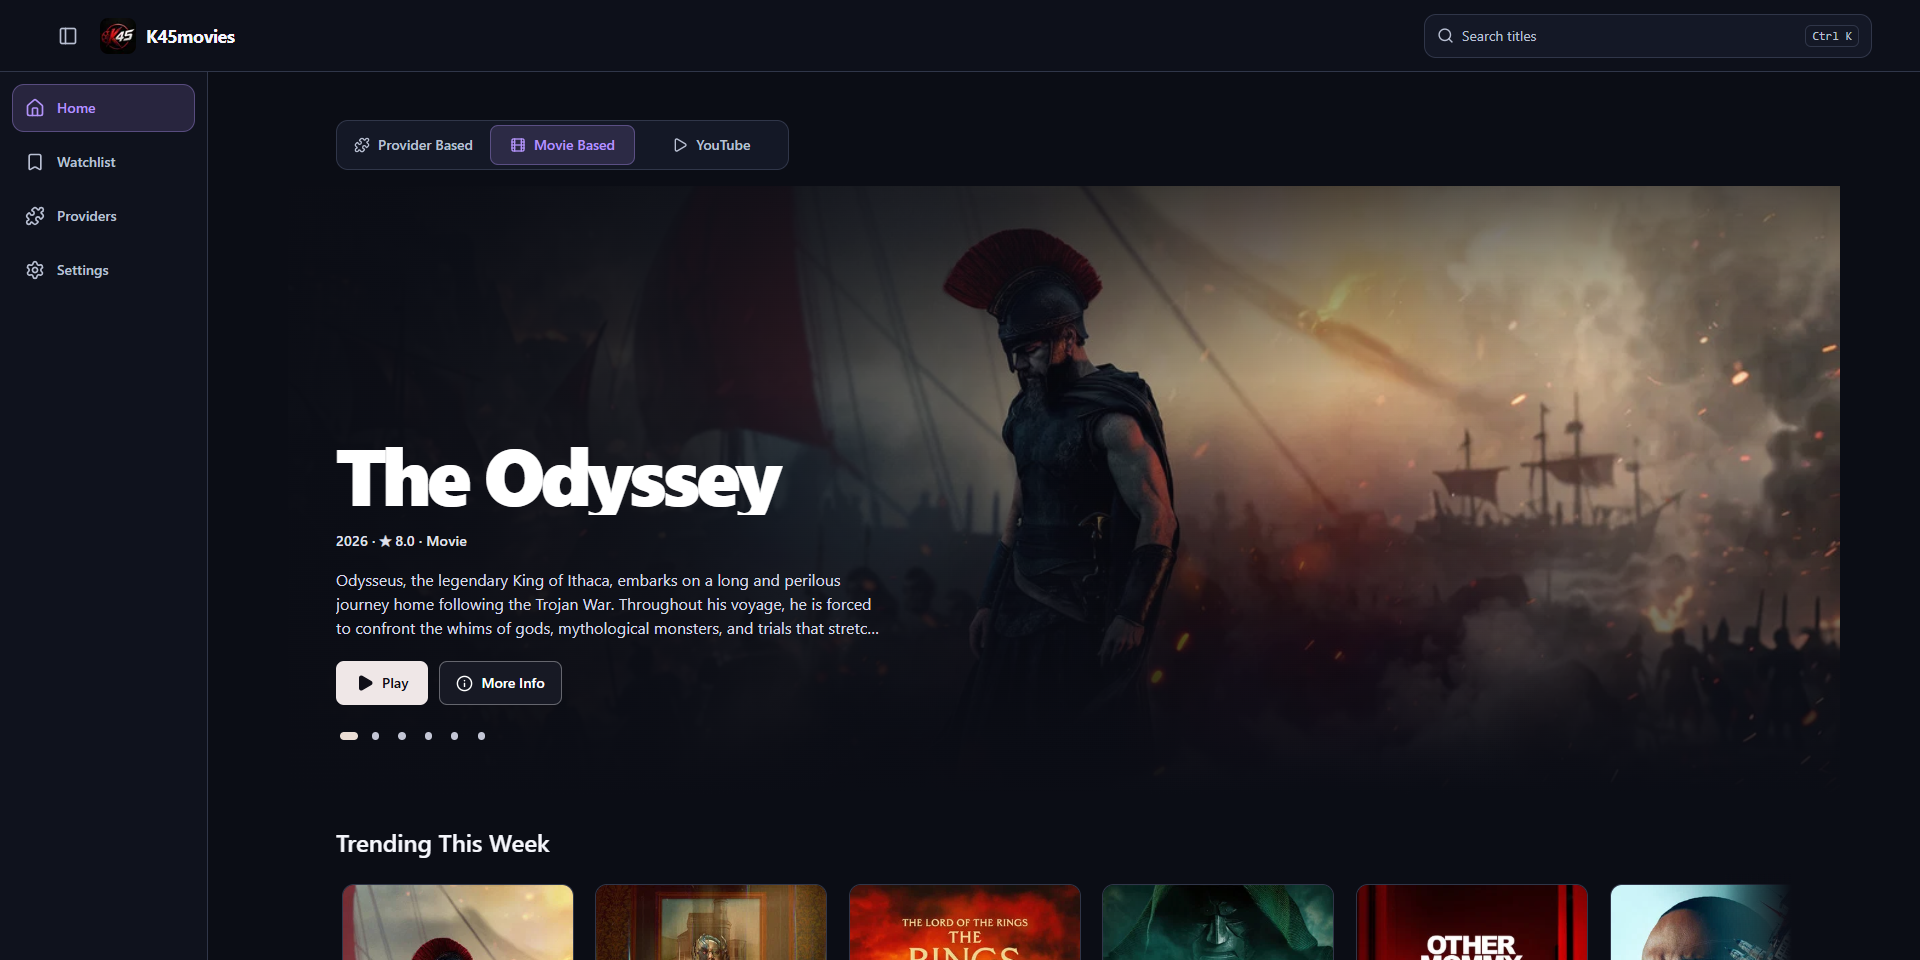 K45
K45movies
Search titles
Ctrl K
Home
Watchlist
Providers
Settings
Provider Based
Movie Based
YouTube
The Odyssey
2026 · ★ 8.0 · Movie
Odysseus, the legendary King of Ithaca, embarks on a long and perilous
journey home following the Trojan War. Throughout his voyage, he is forced
to confront the whims of gods, mythological monsters, and trials that stretc...
Play
More Info
Trending This Week
THE LORD OF THE RINGS
THE
RINGS
OTHER
MOMMY